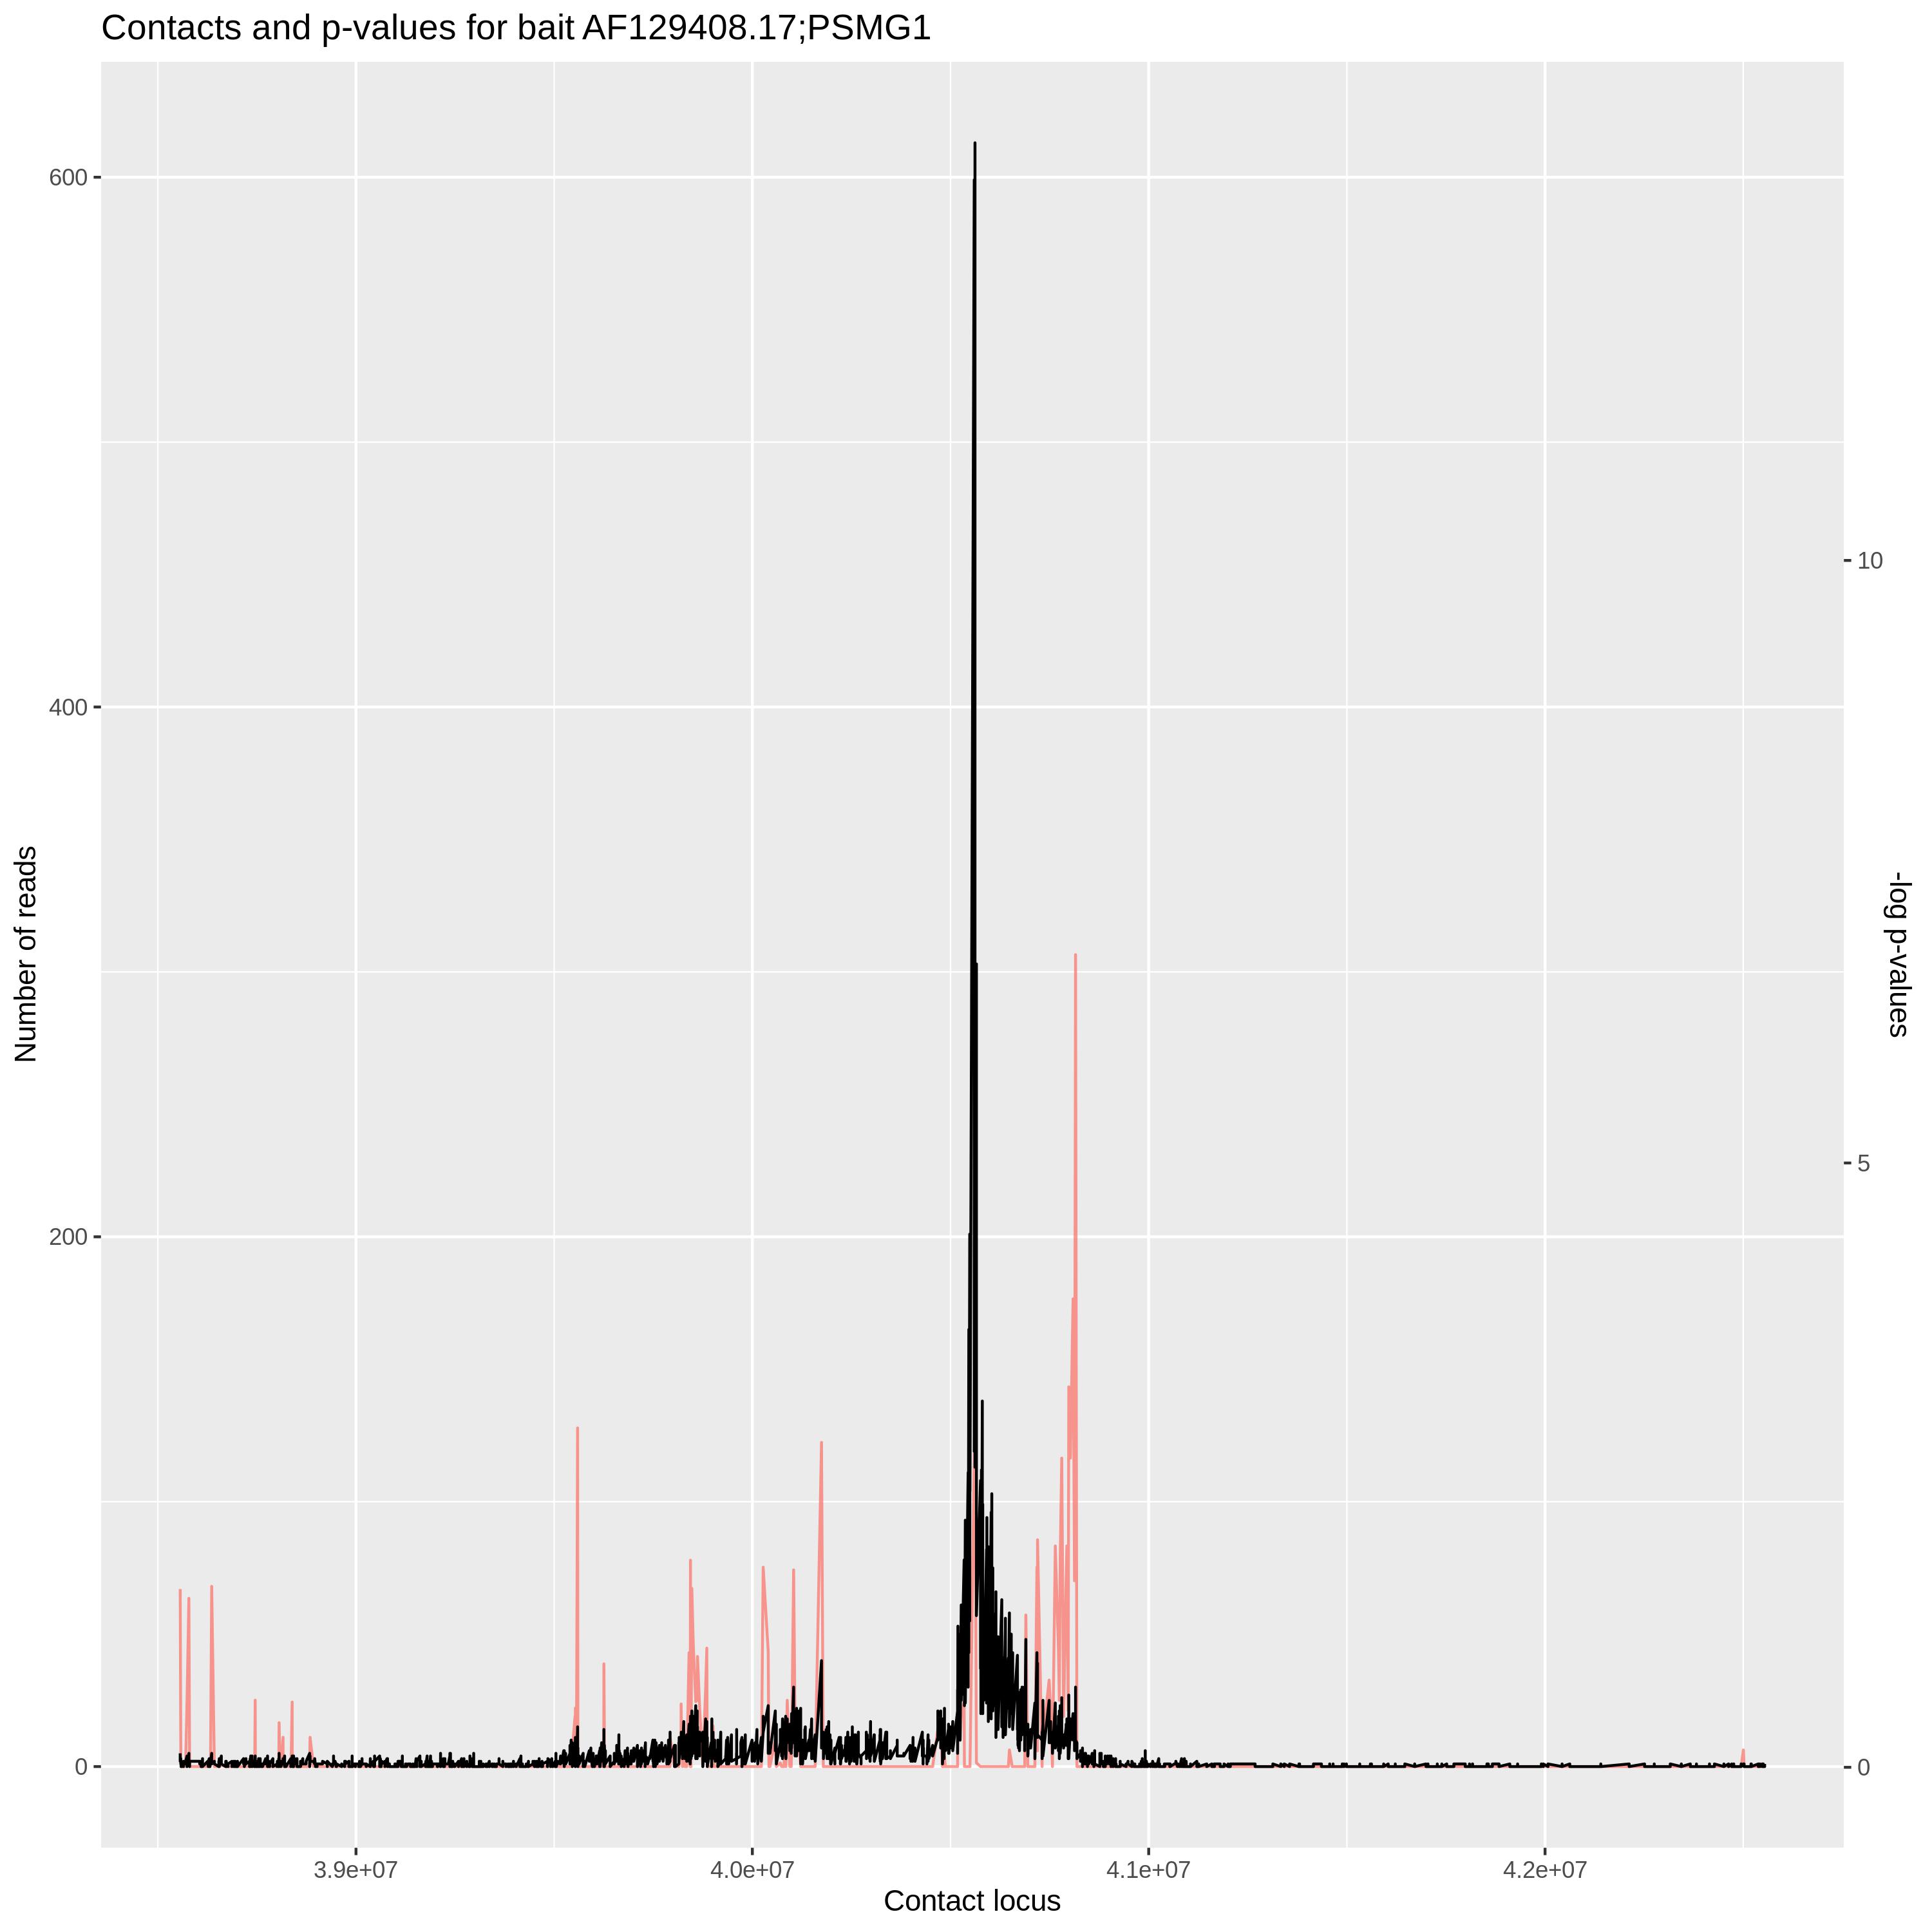 Contacts and p-values for bait AF129408.17;PSMG1
600
400
200
0
Number of reads
10
5
0
-log p-values
3.9e+07
4.0e+07
4.1e+07
4.2e+07
Contact locus